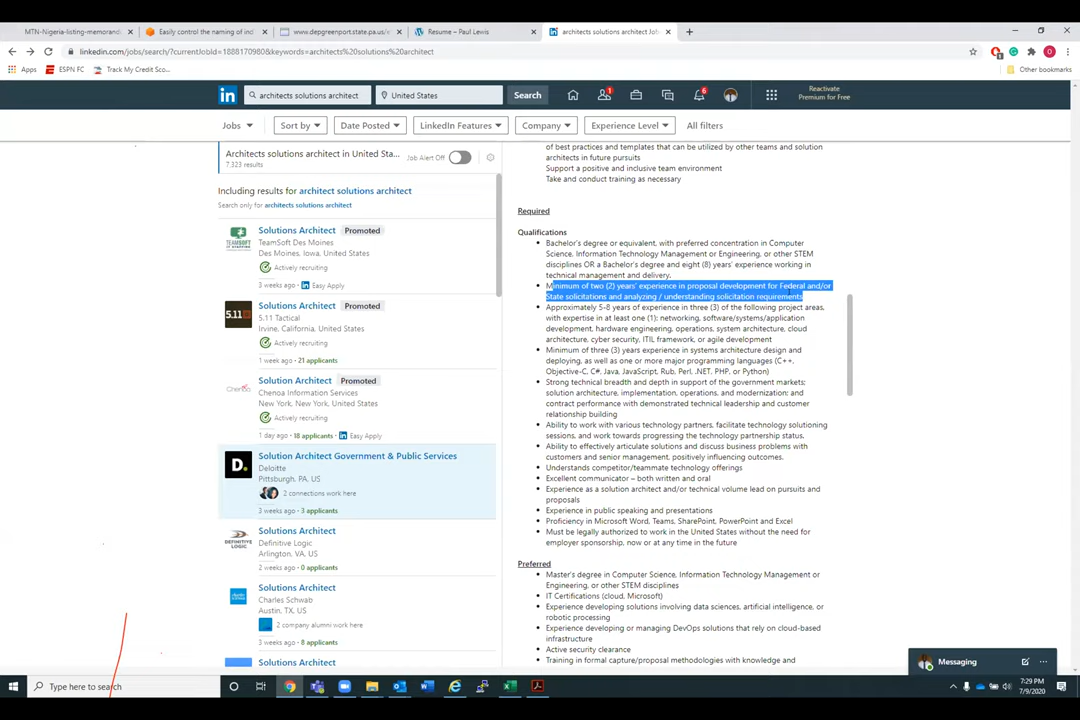 MTN-Nigeria-listing-memorand
Easily control the naming of ind
www.depgreenport.state.pa.us/e
Resume – Paul Lewis
architects solutions architect Job
linkedin.com/jobs/search/?currentJobId=1888170980&keywords=architects%20solutions%20architect
Apps
ESPN FC
Track My Credit Sco...
Other bookmarks
architects solutions architect
United States
Search
1
6
Reactivate
Premium for Free
Jobs
Sort by
Date Posted
LinkedIn Features
Company
Experience Level
All filters
Architects solutions architect in United Sta...
7,323 results
Job Alert Off
Including results for architect solutions architect
Search only for architects solutions architect
TEAMSOFT
Solutions Architect
Promoted
TeamSoft Des Moines
Des Moines, Iowa, United States
Actively recruiting
3 weeks ago • Easy Apply
5.11
Solutions Architect
Promoted
5.11 Tactical
Irvine, California, United States
Actively recruiting
1 week ago • 21 applicants
Chenoa
Solution Architect
Promoted
Chenoa Information Services
New York, New York, United States
Actively recruiting
1 day ago • 18 applicants • Easy Apply
D.
Solution Architect Government & Public Services
Deloitte
Pittsburgh, PA, US
2 connections work here
3 weeks ago • 3 applicants
DEFINITIVE
LOGIC
Solutions Architect
Definitive Logic
Arlington, VA, US
2 weeks ago • 0 applicants
Solutions Architect
Charles Schwab
Austin, TX, US
2 company alumni work here
3 weeks ago • 8 applicants
Solutions Architect
of best practices and templates that can be utilized by other teams and solution
architects in future pursuits
Support a positive and inclusive team environment
Take and conduct training as necessary
Required
Qualifications
Bachelor's degree or equivalent, with preferred concentration in Computer
Science, Information Technology Management or Engineering, or other STEM
disciplines OR a Bachelor's degree and eight (8) years' experience working in
technical management and delivery.
Minimum of two (2) years' experience in proposal development for Federal and/or
State solicitations and analyzing / understanding solicitation requirements
Approximately 5-8 years of experience in three (3) of the following project areas,
with expertise in at least one (1): networking, software/systems/application
development, hardware engineering, operations, system architecture, cloud
architecture, cyber security, ITIL framework, or agile development
Minimum of three (3) years experience in systems architecture design and
deploying, as well as one or more major programming languages (C++,
Objective-C, C#, Java, JavaScript, Rub, Perl, .NET, PHP, or Python)
Strong technical breadth and depth in support of the government markets;
solution architecture, implementation, operations, and modernization; and
contract performance with demonstrated technical leadership and customer
relationship building
Ability to work with various technology partners, facilitate technology solutioning
sessions, and work towards progressing the technology partnership status.
Ability to effectively articulate solutions and discuss business problems with
customers and senior management, positively influencing outcomes.
Understands competitor/teammate technology offerings
Excellent communicator – both written and oral
Experience as a solution architect and/or technical volume lead on pursuits and
proposals
Experience in public speaking and presentations
Proficiency in Microsoft Word, Teams, SharePoint, PowerPoint and Excel
Must be legally authorized to work in the United States without the need for
employer sponsorship, now or at any time in the future
Preferred
Master's degree in Computer Science, Information Technology Management or
Engineering, or other STEM disciplines
IT Certifications (cloud, Microsoft)
Experience developing solutions involving data sciences, artificial intelligence, or
robotic processing
Experience developing or managing DevOps solutions that rely on cloud-based
infrastructure
Active security clearance
Training in formal capture/proposal methodologies with knowledge and
Messaging
Type here to search
7:29 PM
7/9/2020